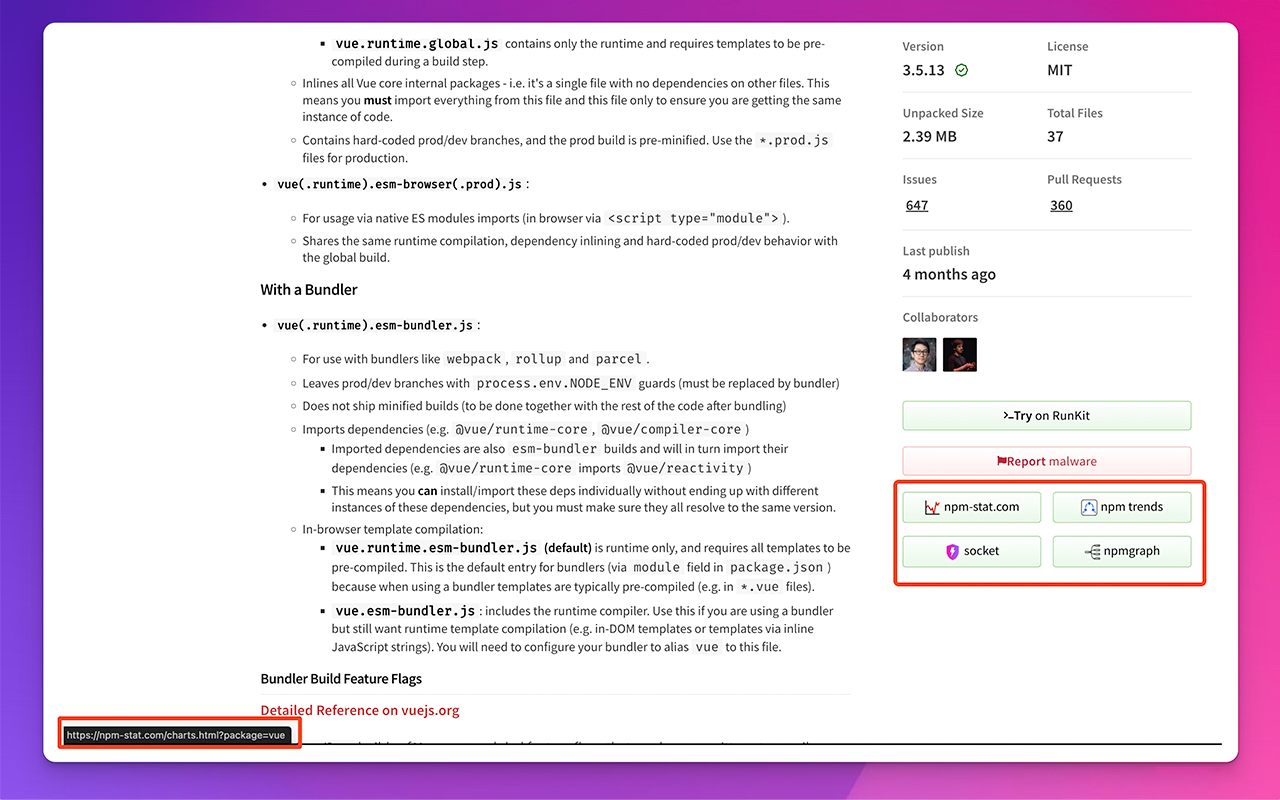 ▪ vue.runtime.global.js contains only the runtime and requires templates to be pre-
compiled during a build step.
○ Inlines all Vue core internal packages - i.e. it's a single file with no dependencies on other files. This
means you must import everything from this file and this file only to ensure you are getting the same
instance of code.
○ Contains hard-coded prod/dev branches, and the prod build is pre-minified. Use the *.prod.js
files for production.
• vue(.runtime).esm-browser(.prod).js :
○ For usage via native ES modules imports (in browser via <script type="module"> ).
○ Shares the same runtime compilation, dependency inlining and hard-coded prod/dev behavior with
the global build.
With a Bundler
• vue(.runtime).esm-bundler.js :
○ For use with bundlers like webpack , rollup and parcel .
○ Leaves prod/dev branches with process.env.NODE_ENV guards (must be replaced by bundler)
○ Does not ship minified builds (to be done together with the rest of the code after bundling)
○ Imports dependencies (e.g. @vue/runtime-core , @vue/compiler-core )
▪ Imported dependencies are also esm-bundler builds and will in turn import their
dependencies (e.g. @vue/runtime-core imports @vue/reactivity )
▪ This means you can install/import these deps individually without ending up with different
instances of these dependencies, but you must make sure they all resolve to the same version.
○ In-browser template compilation:
▪ vue.runtime.esm-bundler.js (default) is runtime only, and requires all templates to be
pre-compiled. This is the default entry for bundlers (via module field in package.json )
because when using a bundler templates are typically pre-compiled (e.g. in *.vue files).
▪ vue.esm-bundler.js : includes the runtime compiler. Use this if you are using a bundler
but still want runtime template compilation (e.g. in-DOM templates or templates via inline
JavaScript strings). You will need to configure your bundler to alias vue to this file.
Bundler Build Feature Flags
Detailed Reference on vuejs.org
https://npm-stat.com/charts.html?package=vue
Version License
3.5.13 MIT
Unpacked Size Total Files
2.39 MB 37
Issues Pull Requests
647 360
Last publish
4 months ago
Collaborators
>_Try on RunKit
Report malware
npm-stat.com npm trends
socket npmgraph